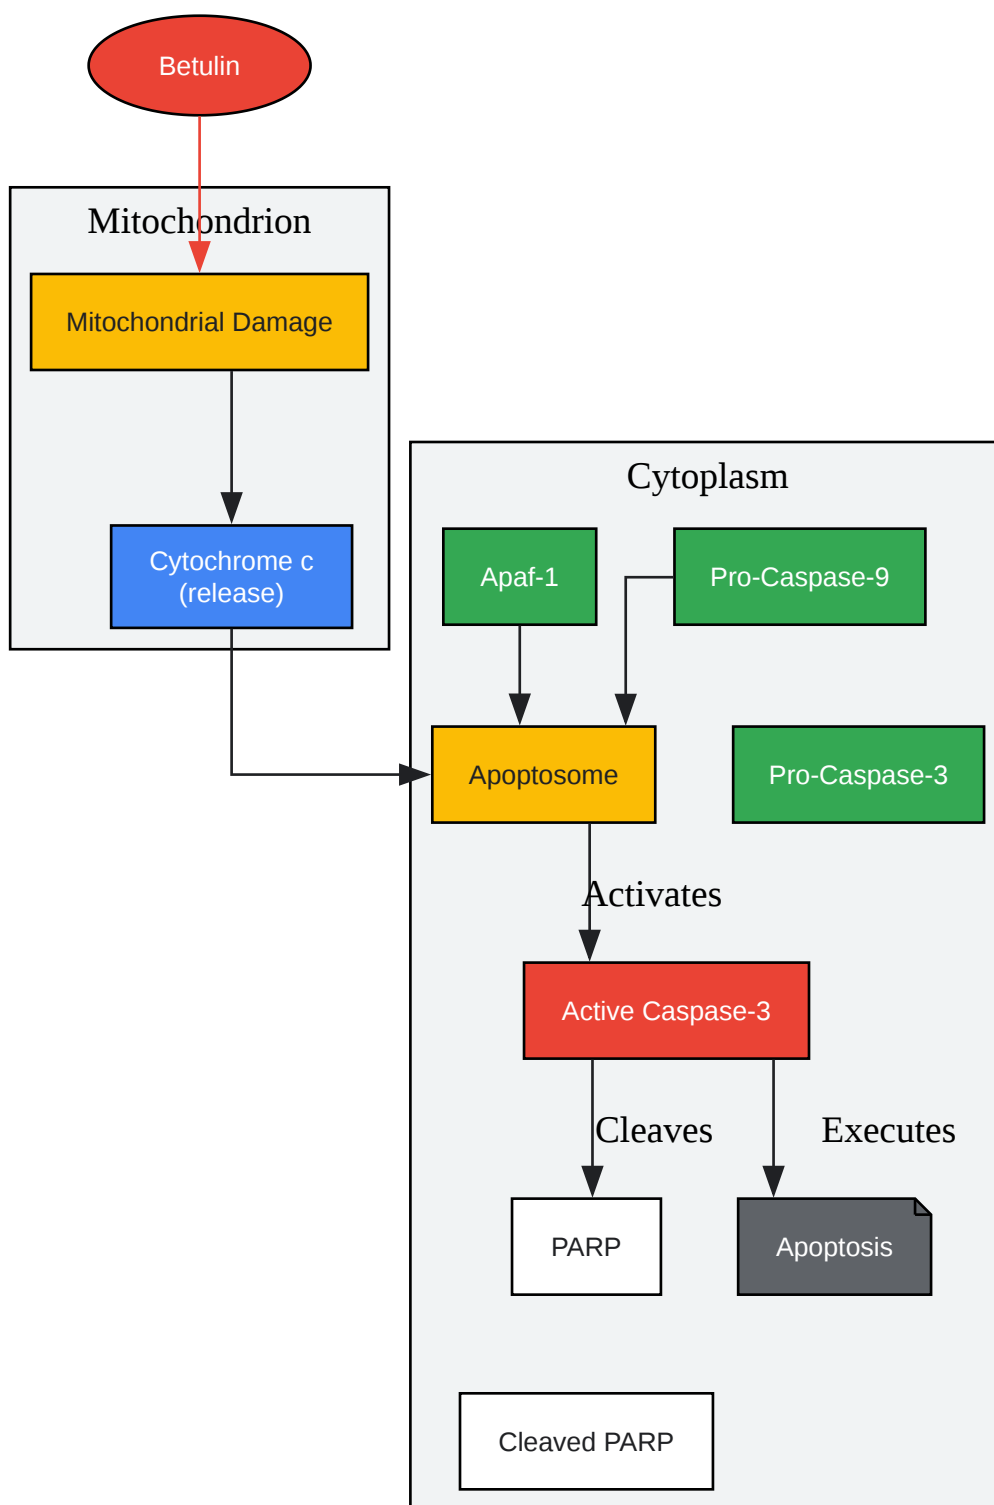 Betulin
Mitochondrion
Mitochondrial Damage
Cytochrome c
(release)
Cytoplasm
Apaf-1
Pro-Caspase-9
Apoptosome
Pro-Caspase-3
Activates
Active Caspase-3
Cleaves
Executes
PARP
Apoptosis
Cleaved PARP